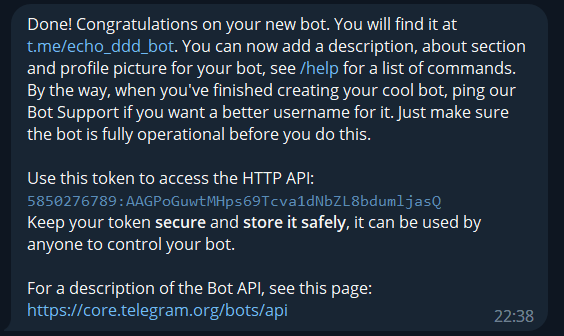 Done! Congratulations on your new bot. You will find it at
t.me/echo_ddd_bot. You can now add a description, about section
and profile picture for your bot, see /help for a list of commands.
By the way, when you've finished creating your cool bot, ping our
Bot Support if you want a better username for it. Just make sure
the bot is fully operational before you do this.

Use this token to access the HTTP API:
5850276789:AAGPoGuwtMHps69Tcva1dNbZL8bdumljasQ
Keep your token secure and store it safely, it can be used by
anyone to control your bot.

For a description of the Bot API, see this page:
https://core.telegram.org/bots/api
22:38